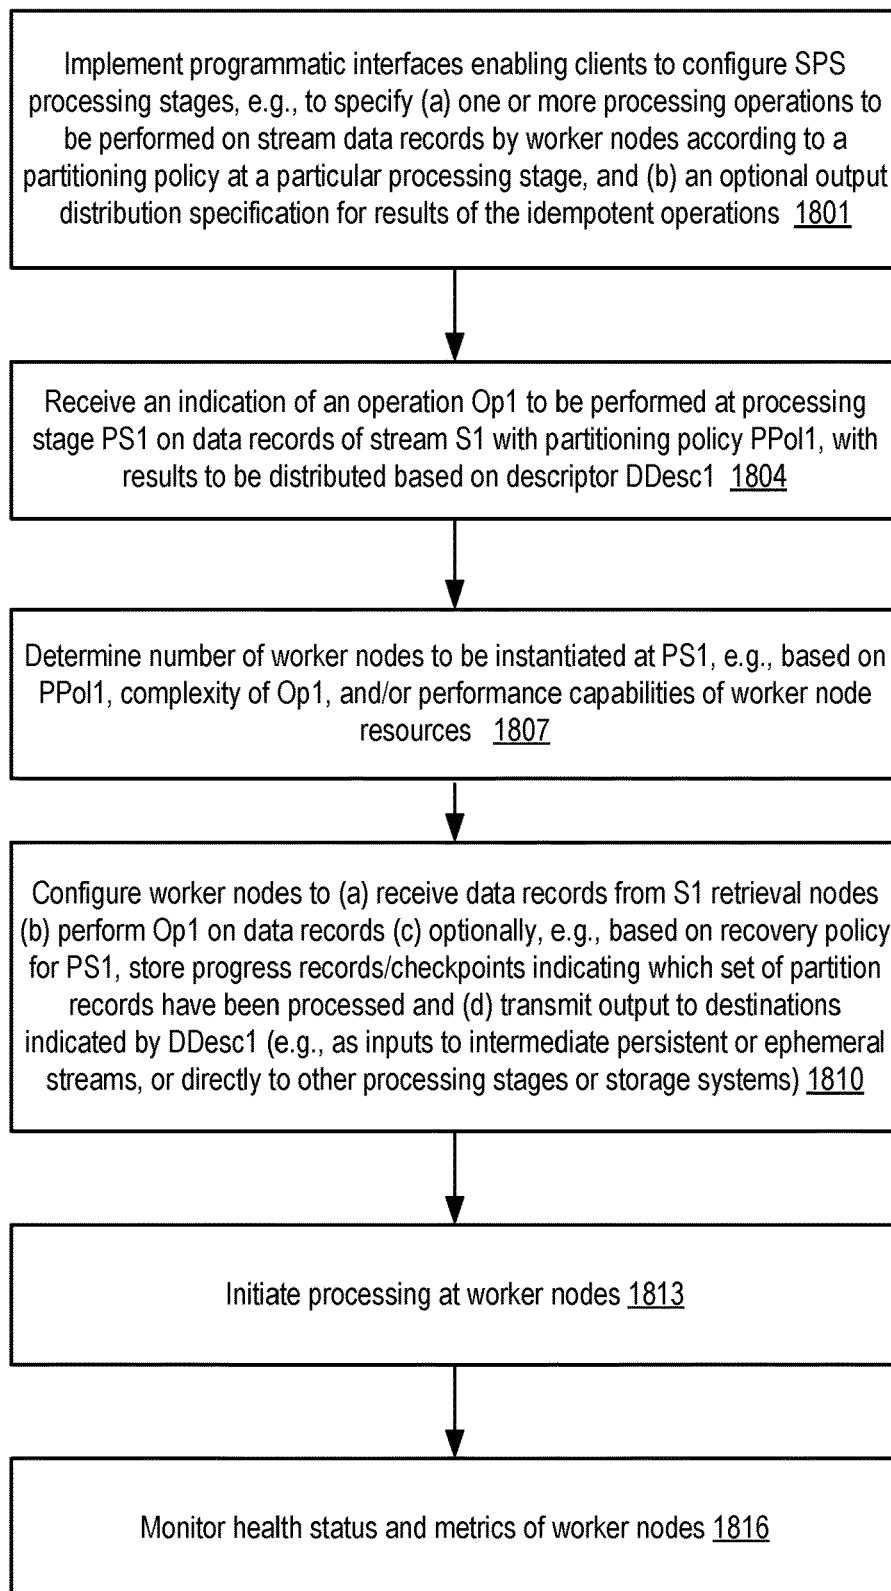 Implement programmatic interfaces enabling clients to configure SPS
processing stages, e.g., to specify (a) one or more processing operations to
be performed on stream data records by worker nodes according to a
partitioning policy at a particular processing stage, and (b) an optional output
distribution specification for results of the idempotent operations 1801
Receive an indication of an operation Op1 to be performed at processing
stage PS1 on data records of stream S1 with partitioning policy PPol1, with
results to be distributed based on descriptor DDesc1 1804
Determine number of worker nodes to be instantiated at PS1, e.g., based on
PPol1, complexity of Op1, and/or performance capabilities of worker node
resources 1807
Configure worker nodes to (a) receive data records from S1 retrieval nodes
(b) perform Op1 on data records (c) optionally, e.g., based on recovery policy
for PS1, store progress records/checkpoints indicating which set of partition
records have been processed and (d) transmit output to destinations
indicated by DDesc1 (e.g., as inputs to intermediate persistent or ephemeral
streams, or directly to other processing stages or storage systems) 1810
Initiate processing at worker nodes 1813
Monitor health status and metrics of worker nodes 1816